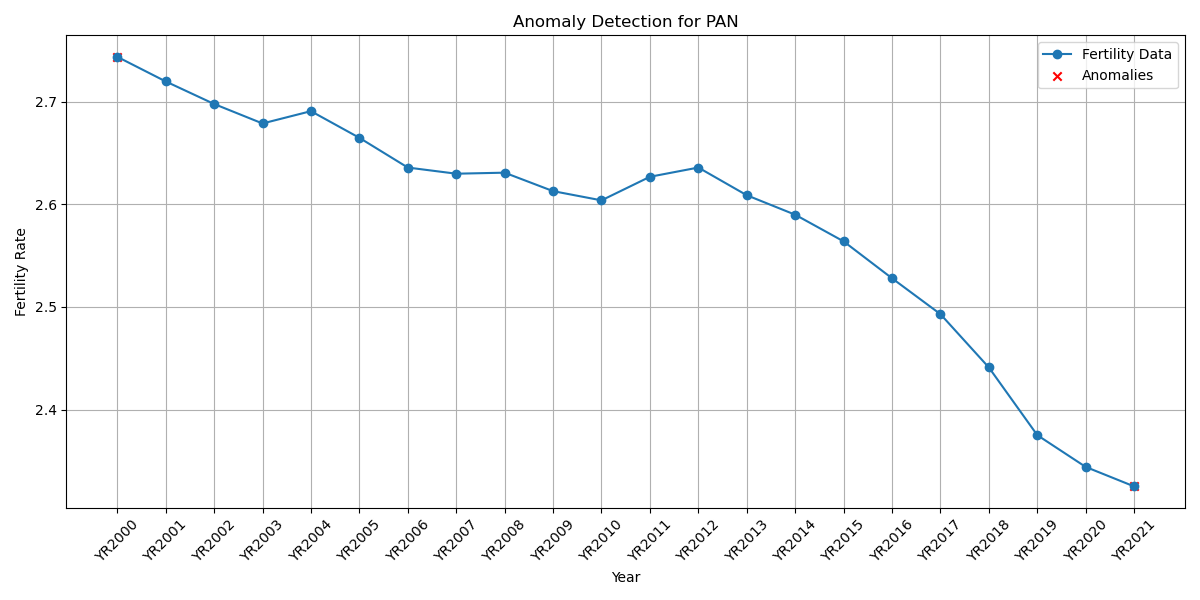 Anomaly Detection for PAN
Fertility Data
Anomalies
Fertility Rate
2.7
2.6
2.5
2.4
YR2000
YR2001
YR2002
YR2003
YR2004
YR2005
YR2006
YR2007
YR2008
YR2009
YR2010
YR2011
YR2012
YR2013
YR2014
YR2015
YR2016
YR2017
YR2018
YR2019
YR2020
YR2021
Year